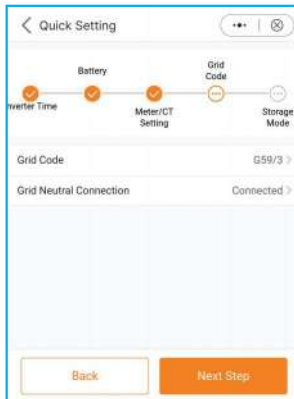 Quick Setting
Battery
Grid
Code
nverter Time
Meter/CT
Setting
Storage
Mode
Grid Code
G59/3
Grid Neutral Connection
Connected
Back
Next Step